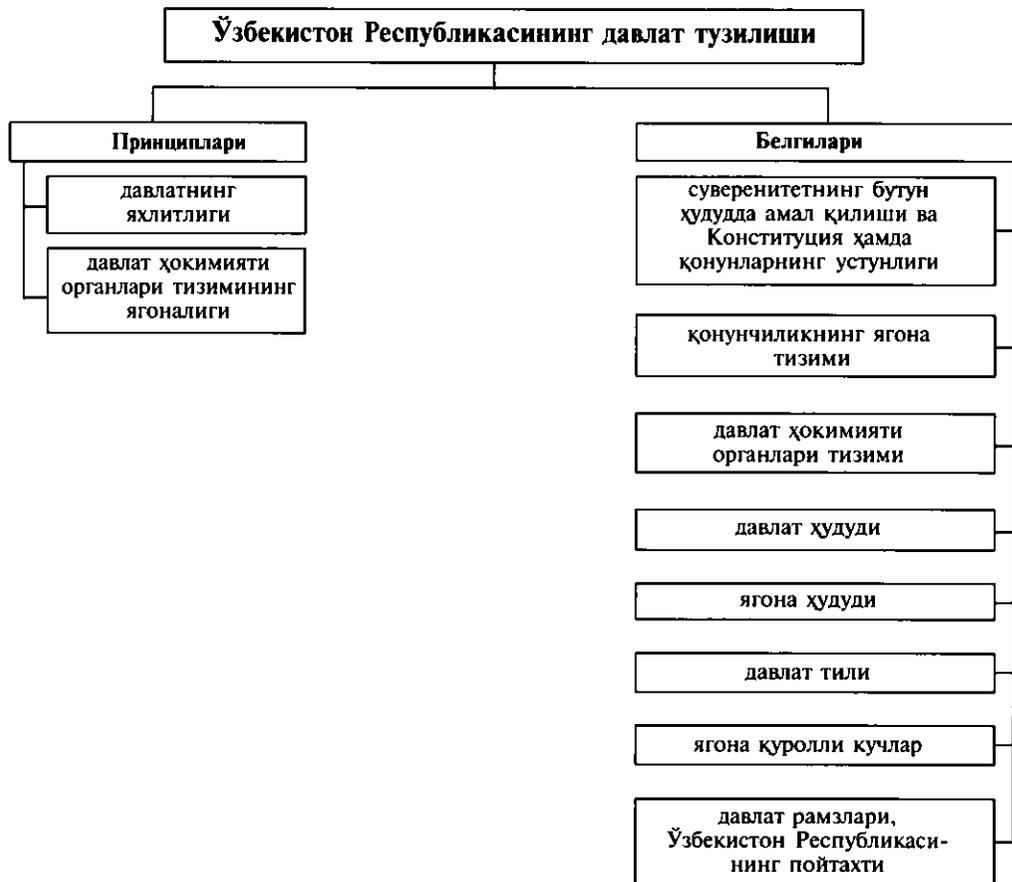 Ўзбекистон Республикасининг давлат тузилиши
Принциплари
давлатнинг
яхлитлиги
давлат ҳокимияти
органлари тизимининг
ягоналиги
Белгилари
суверенитетнинг бутун
ҳудудда амал қилиши ва
Конституция ҳамда
қонунларнинг устунлиги
қонунчиликнинг ягона
тизими
давлат ҳокимияти
органлари тизими
давлат ҳудуди
ягона ҳудуди
давлат тили
ягона қуролли кучлар
давлат рамзлари,
Ўзбекистон Республикаси-
нинг пойтахти